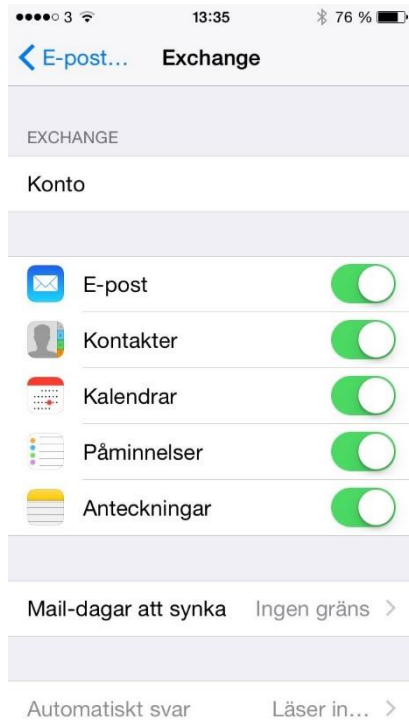 3 13:35 76 %
E-post… Exchange
EXCHANGE
Konto
E-post
Kontakter
Kalendrar
Påminnelser
Anteckningar
Mail-dagar att synka Ingen gräns
Automatiskt svar Läser in…